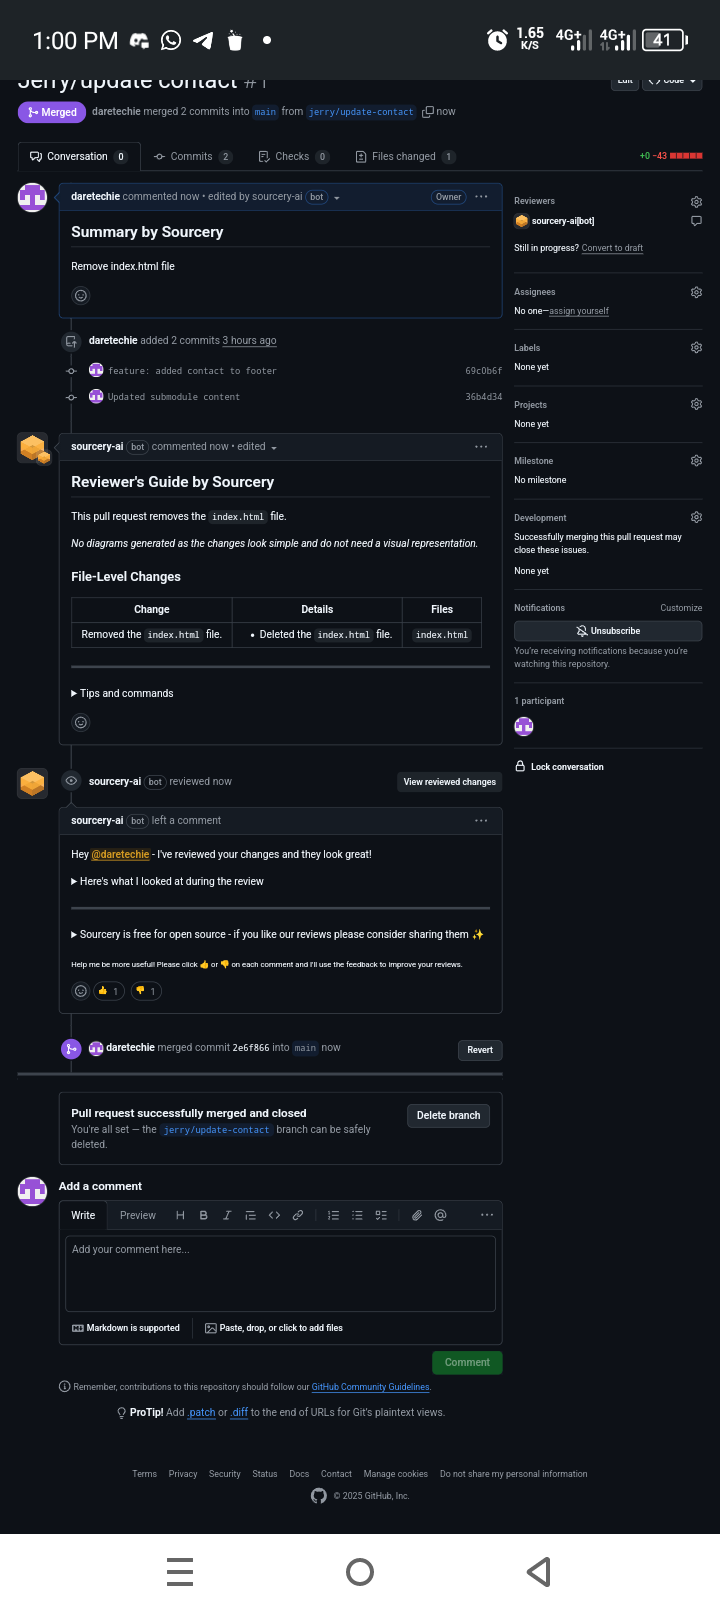 1:00 PM
1.65 K/S 4G+ 4G+ 41
Jerry/update contact #1
Edit Code
Merged daretechie merged 2 commits into main from jerry/update-contact now
Conversation 0 Commits 2 Checks 0 Files changed 1 +0 −43
daretechie commented now • edited by sourcery-ai bot Owner
Summary by Sourcery
Remove index.html file
daretechie added 2 commits 3 hours ago
feature: added contact to footer 69c0b6f
Updated submodule content 36b4d34
sourcery-ai bot commented now • edited
Reviewer's Guide by Sourcery
This pull request removes the index.html file.
No diagrams generated as the changes look simple and do not need a visual representation.
File-Level Changes
Change Details Files
Removed the index.html file. • Deleted the index.html file. index.html
Tips and commands
sourcery-ai bot reviewed now View reviewed changes
sourcery-ai bot left a comment
Hey @daretechie - I've reviewed your changes and they look great!
Here's what I looked at during the review
Sourcery is free for open source - if you like our reviews please consider sharing them ✨
Help me be more useful! Please click 👍 or 👎 on each comment and I'll use the feedback to improve your reviews.
👍 1 👎 1
daretechie merged commit 2e6f866 into main now Revert
Pull request successfully merged and closed
You're all set — the jerry/update-contact branch can be safely
deleted.
Delete branch
Add a comment
Write Preview
Add your comment here...
Markdown is supported Paste, drop, or click to add files
Comment
Remember, contributions to this repository should follow our GitHub Community Guidelines.
ProTip! Add .patch or .diff to the end of URLs for Git's plaintext views.
Reviewers
sourcery-ai[bot]
Still in progress? Convert to draft
Assignees
No one—assign yourself
Labels
None yet
Projects
None yet
Milestone
No milestone
Development
Successfully merging this pull request may
close these issues.
None yet
Notifications Customize
Unsubscribe
You're receiving notifications because you're
watching this repository.
1 participant
Lock conversation
Terms Privacy Security Status Docs Contact Manage cookies Do not share my personal information
© 2025 GitHub, Inc.